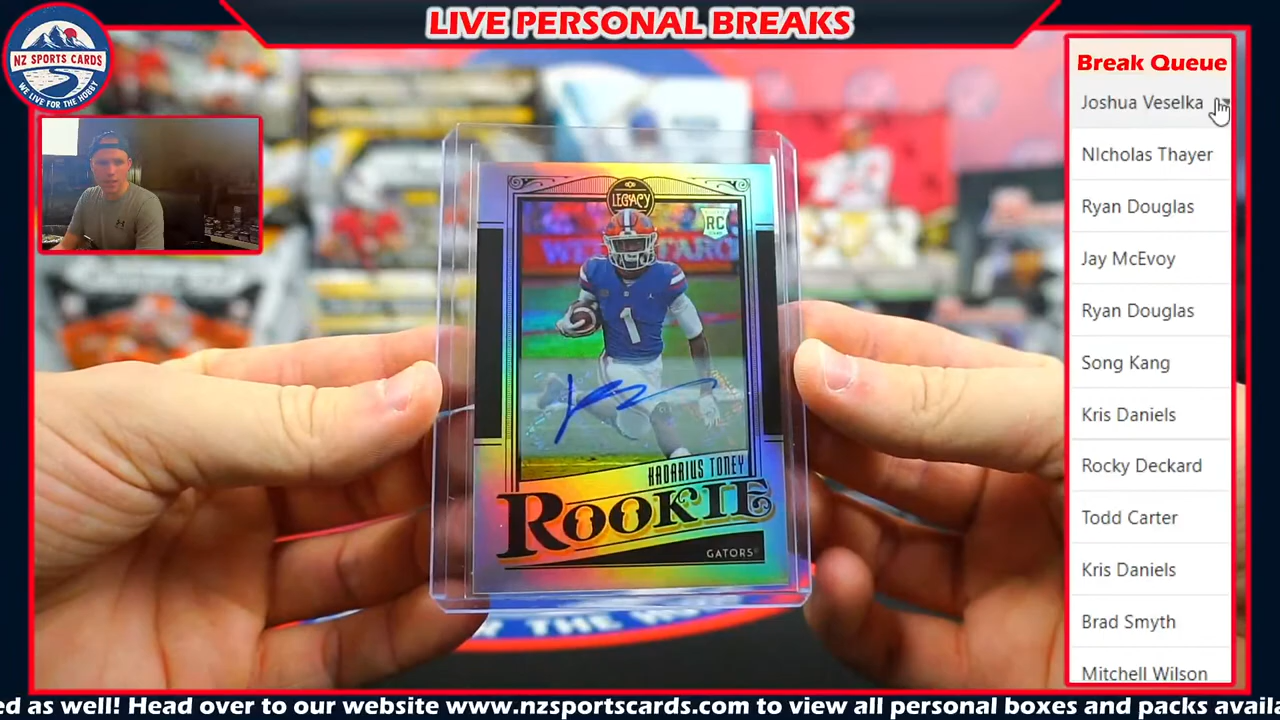 LIVE PERSONAL BREAKS
NZ SPORTS CARDS
WE LIVE FOR THE HOBBY
Break Queue
Joshua Veselka
NIcholas Thayer
Ryan Douglas
Jay McEvoy
Ryan Douglas
Song Kang
Kris Daniels
Rocky Deckard
Todd Carter
Kris Daniels
Brad Smyth
Mitchell Wilson
LEGACY
RC
1
KADARIUS TONEY
ROOKIE
GATORS
THE
ed as well! Head over to our website www.nzsportscards.com to view all personal boxes and packs availa